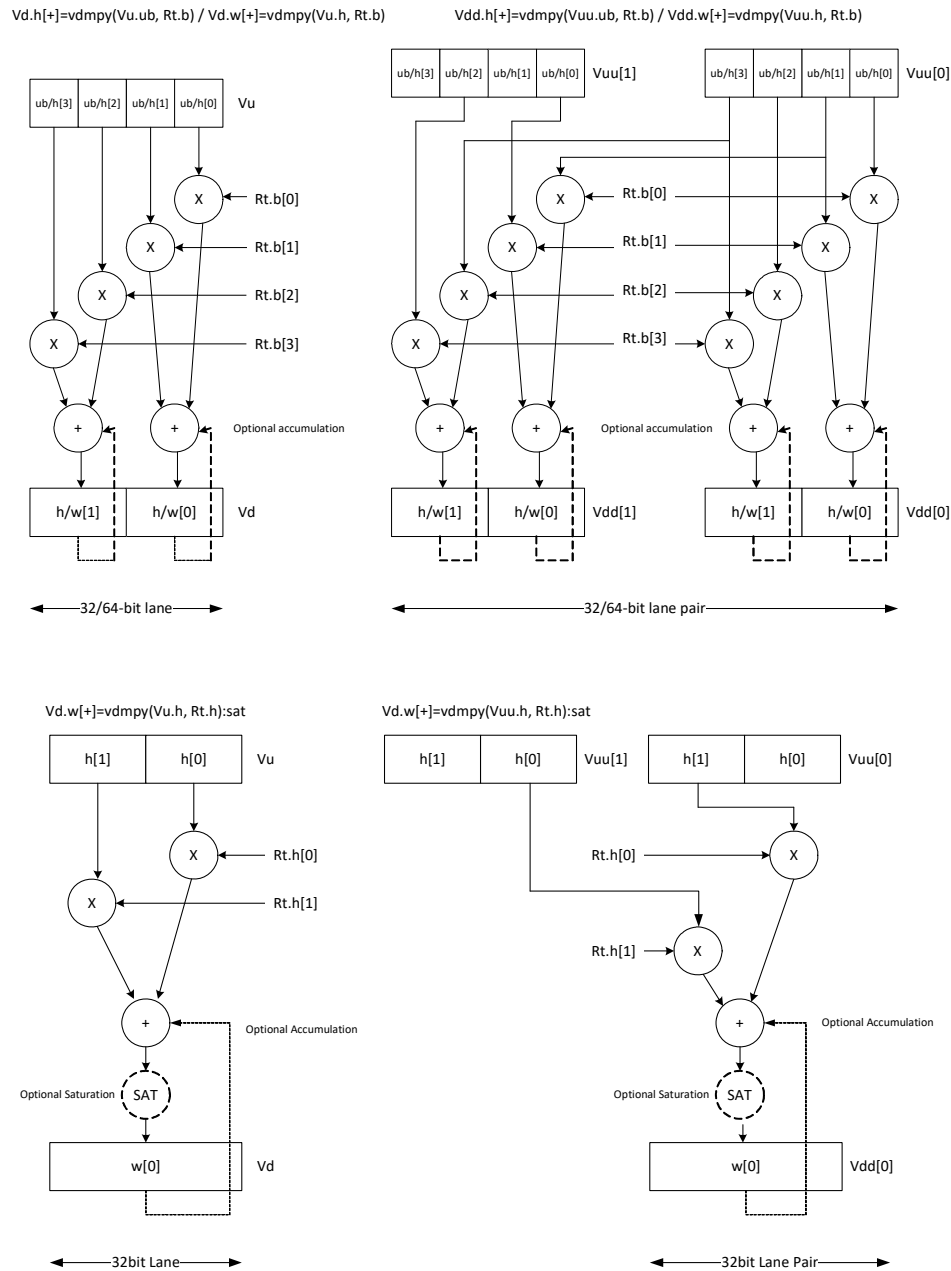 Vd.h[+]=vdmpy(Vu.ub, Rt.b) / Vd.w[+]=vdmpy(Vu.h, Rt.b)
Vdd.h[+]=vdmpy(Vuu.ub, Rt.b) / Vdd.w[+]=vdmpy(Vuu.h, Rt.b)
ub/h[3] ub/h[2] ub/h[1] ub/h[0] Vu
ub/h[3] ub/h[2] ub/h[1] ub/h[0] Vuu[1]
ub/h[3] ub/h[2] ub/h[1] ub/h[0] Vuu[0]
X Rt.b[0] X Rt.b[0] X
X Rt.b[1] X Rt.b[1] X
X Rt.b[2] X Rt.b[2] X
X Rt.b[3] X Rt.b[3] X
+ + Optional accumulation + + Optional accumulation + +
h/w[1] h/w[0] Vd
h/w[1] h/w[0] Vdd[1]
h/w[1] h/w[0] Vdd[0]
32/64-bit lane
32/64-bit lane pair
Vd.w[+]=vdmpy(Vu.h, Rt.h):sat
Vd.w[+]=vdmpy(Vuu.h, Rt.h):sat
h[1] h[0] Vu
h[1] h[0] Vuu[1]
h[1] h[0] Vuu[0]
X Rt.h[0]
Rt.h[0] X
X Rt.h[1]
Rt.h[1] X
+ Optional Accumulation
+ Optional Accumulation
Optional Saturation SAT
Optional Saturation SAT
w[0] Vd
w[0] Vdd[0]
32bit Lane
32bit Lane Pair